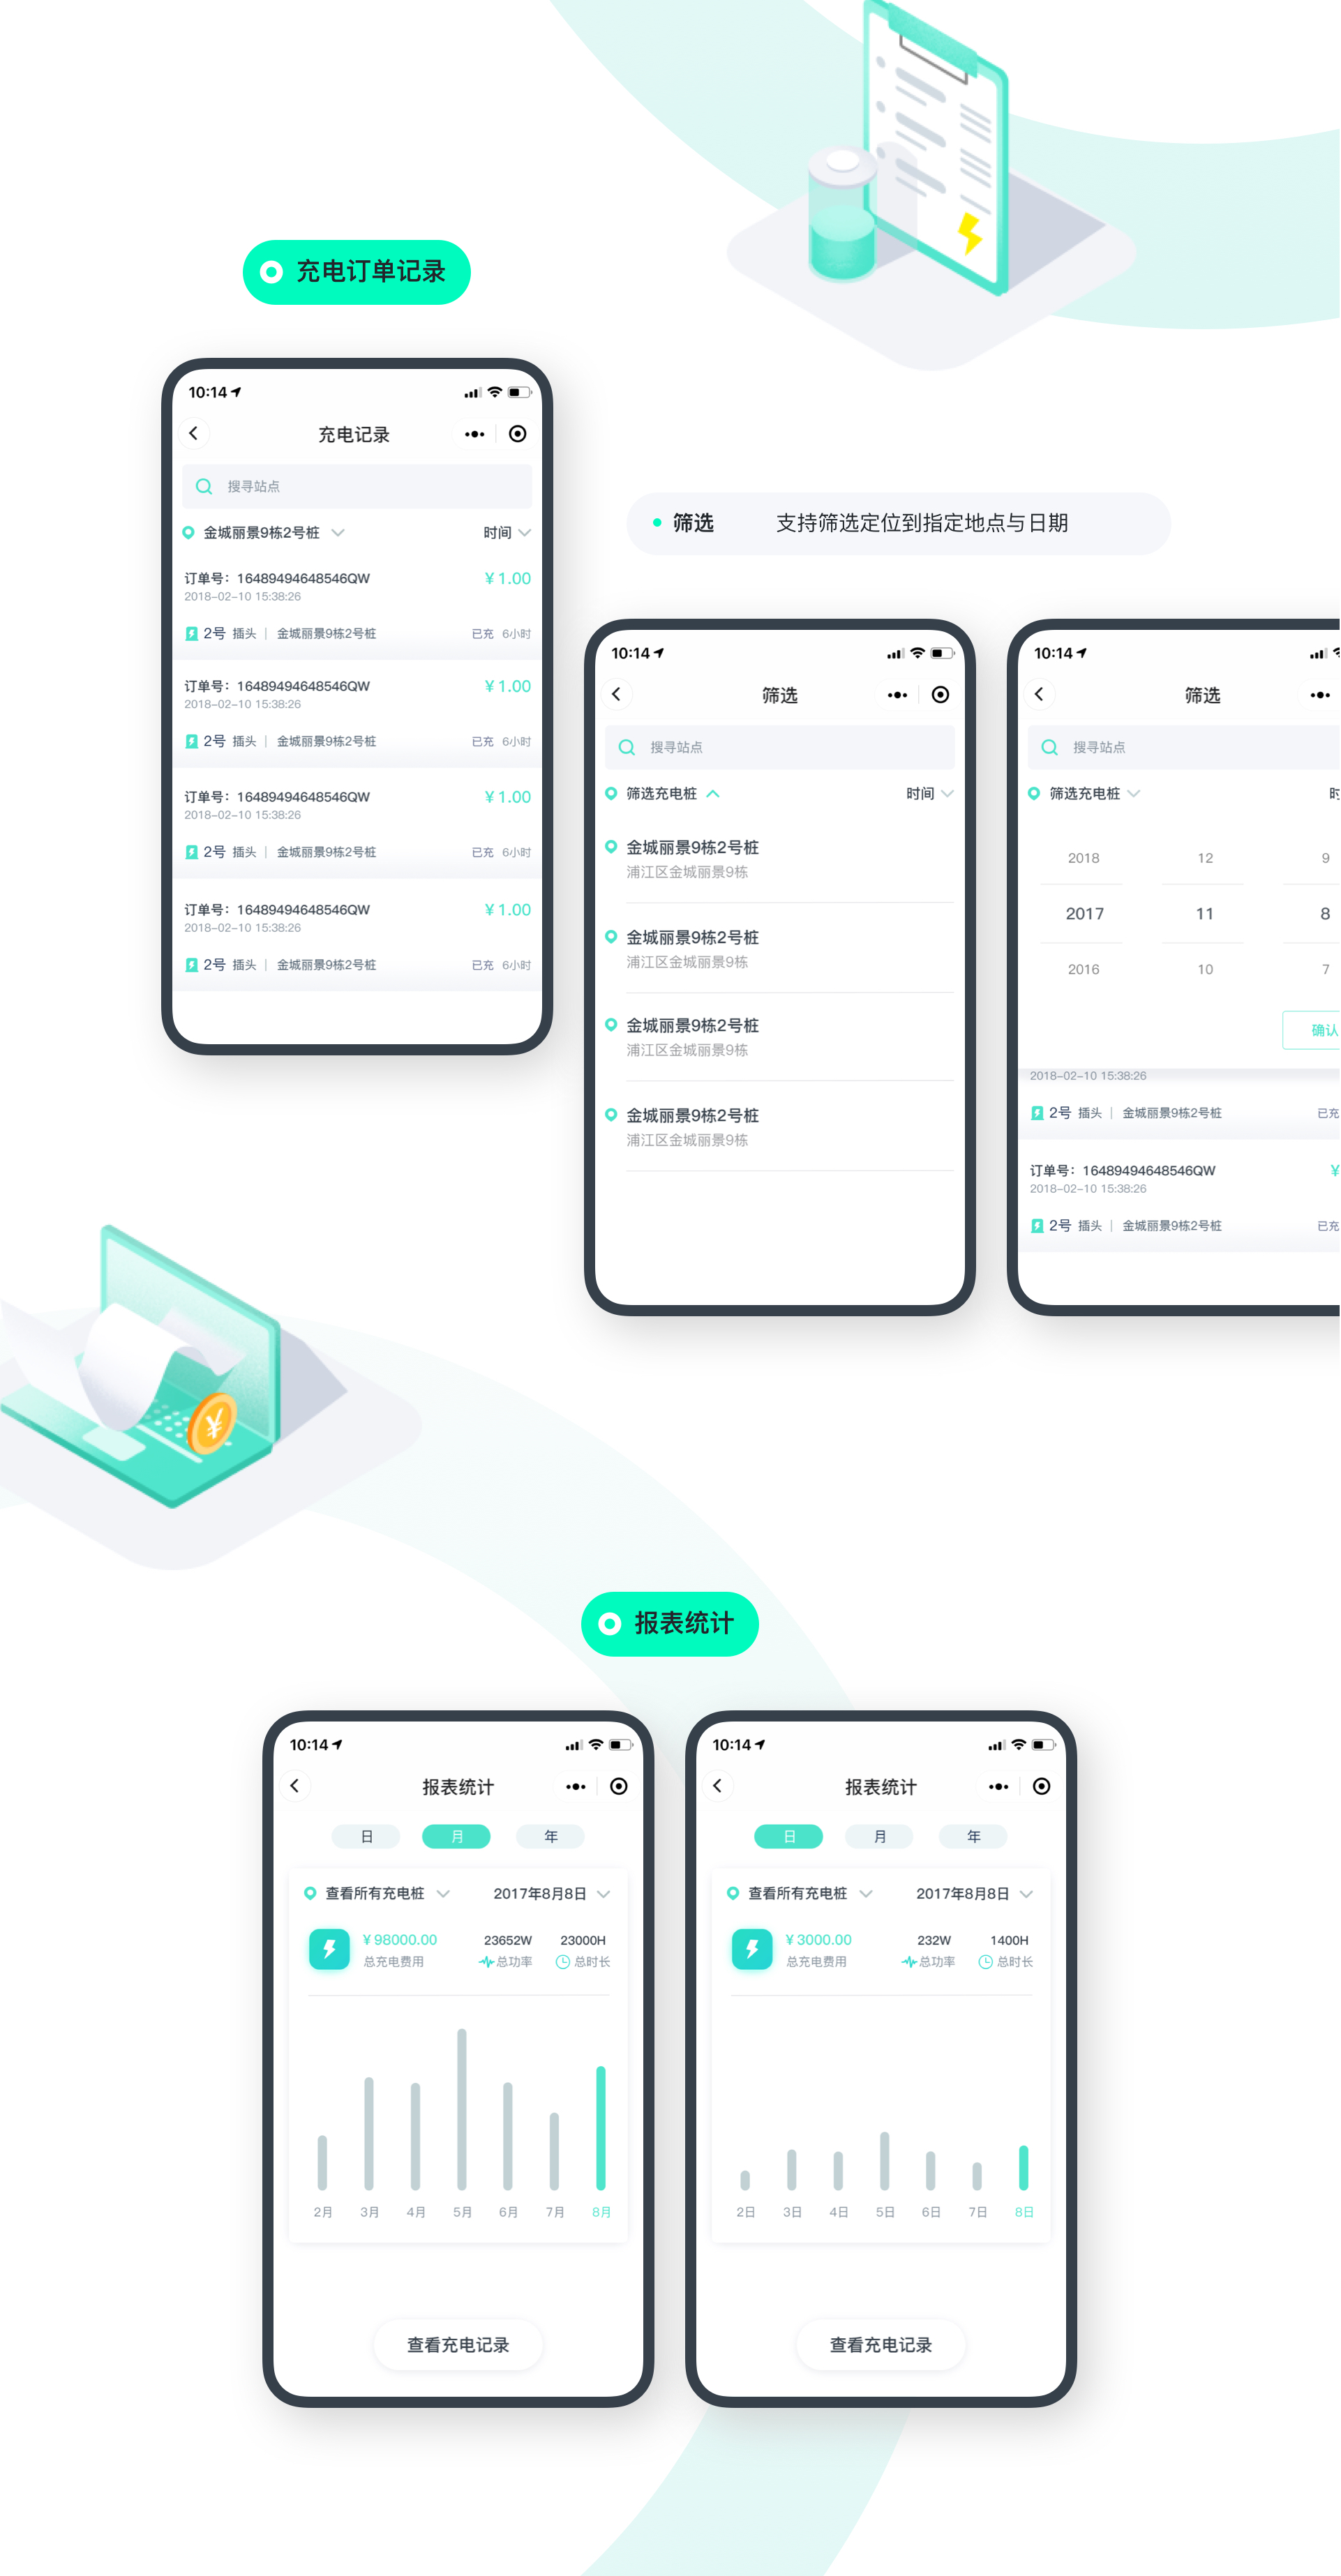 充电订单记录
10:14
充电记录
搜寻站点
金城丽景9栋2号桩 时间
订单号：16489494648546QW ¥1.00
2018-02-10 15:38:26
2号 插头 | 金城丽景9栋2号桩 已充 6小时
订单号：16489494648546QW ¥1.00
2018-02-10 15:38:26
2号 插头 | 金城丽景9栋2号桩 已充 6小时
订单号：16489494648546QW ¥1.00
2018-02-10 15:38:26
2号 插头 | 金城丽景9栋2号桩 已充 6小时
订单号：16489494648546QW ¥1.00
2018-02-10 15:38:26
2号 插头 | 金城丽景9栋2号桩 已充 6小时
筛选 支持筛选定位到指定地点与日期
10:14
筛选
搜寻站点
筛选充电桩 时间
金城丽景9栋2号桩
浦江区金城丽景9栋
金城丽景9栋2号桩
浦江区金城丽景9栋
金城丽景9栋2号桩
浦江区金城丽景9栋
金城丽景9栋2号桩
浦江区金城丽景9栋
10:14
筛选
搜寻站点
筛选充电桩 时
2018 12 9
2017 11 8
2016 10 7
确认
2018-02-10 15:38:26
2号 插头 | 金城丽景9栋2号桩 已充
订单号：16489494648546QW ¥
2018-02-10 15:38:26
2号 插头 | 金城丽景9栋2号桩 已充
¥
报表统计
10:14
报表统计
日 月 年
查看所有充电桩 2017年8月8日
¥98000.00 23652W 23000H
总充电费用 总功率 总时长
2月 3月 4月 5月 6月 7月 8月
查看充电记录
10:14
报表统计
日 月 年
查看所有充电桩 2017年8月8日
¥3000.00 232W 1400H
总充电费用 总功率 总时长
2日 3日 4日 5日 6日 7日 8日
查看充电记录